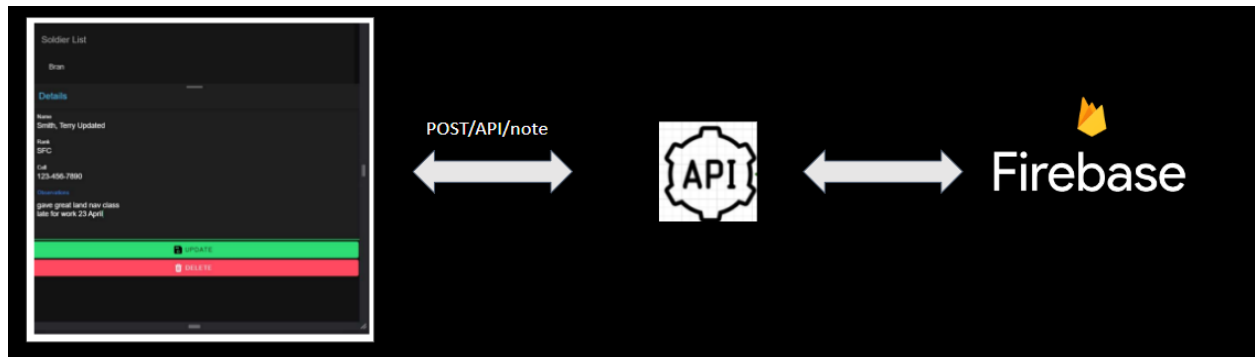 Soldier List
Bran
Details
Name
Smith, Terry Updated
Rank
SFC
Cell
123-456-7890
Observations
gave great land nav class
late for work 23 April
UPDATE
DELETE
POST/API/note
API
Firebase